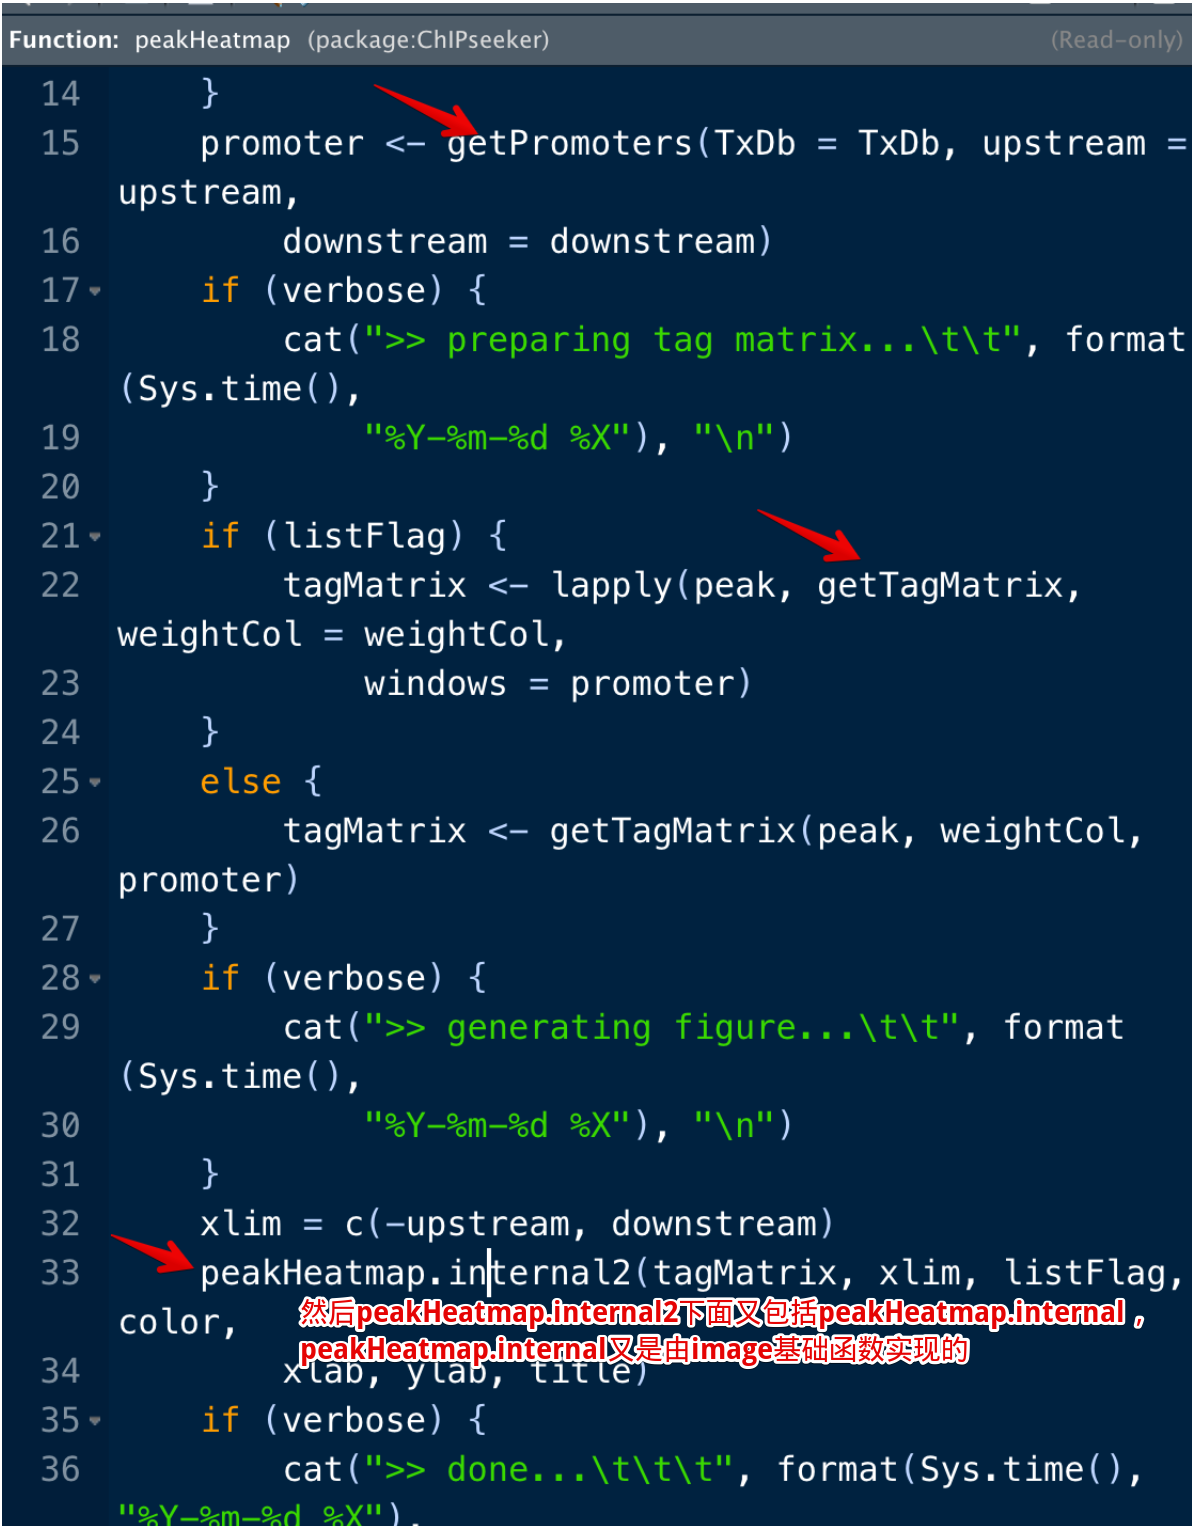 Function: peakHeatmap (package:ChIPseeker) (Read-only)
14 }
15 promoter <- getPromoters(TxDb = TxDb, upstream =
upstream,
16 downstream = downstream)
17 if (verbose) {
18 cat(">> preparing tag matrix...\t\t", format
(Sys.time(),
19 "%Y-%m-%d %X"), "\n")
20 }
21 if (listFlag) {
22 tagMatrix <- lapply(peak, getTagMatrix,
weightCol = weightCol,
23 windows = promoter)
24 }
25 else {
26 tagMatrix <- getTagMatrix(peak, weightCol,
promoter)
27 }
28 if (verbose) {
29 cat(">> generating figure...\t\t", format
(Sys.time(),
30 "%Y-%m-%d %X"), "\n")
31 }
32 xlim = c(-upstream, downstream)
33 peakHeatmap.internal2(tagMatrix, xlim, listFlag,
color,
然后peakHeatmap.internal2下面又包括peakHeatmap.internal，
peakHeatmap.internal又是由image基础函数实现的
34 xlab, ylab, title)
35 if (verbose) {
36 cat(">> done...\t\t\t", format(Sys.time(),
"%Y-%m-%d %X"),